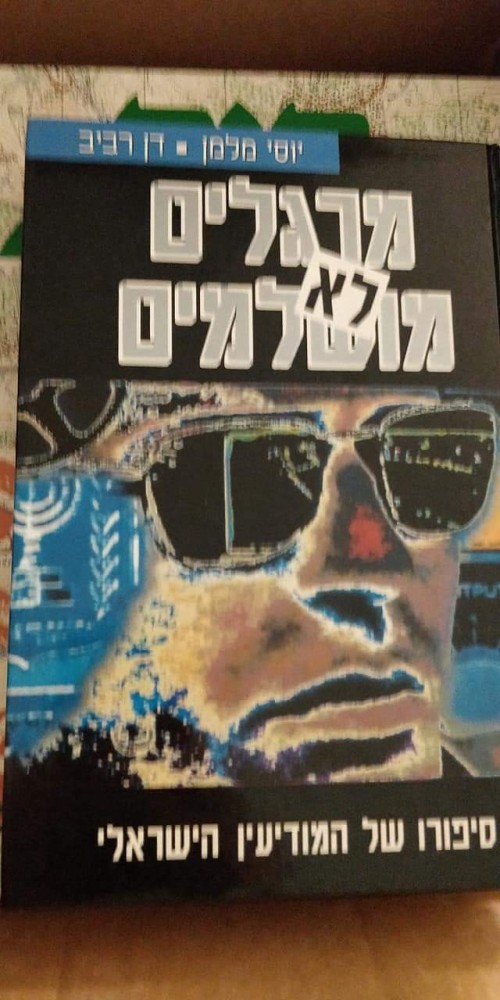 יוסי מלמן ▪ דן רביב
מרגלים
לא
מושלמים
סיפורו של המודיעין הישראלי